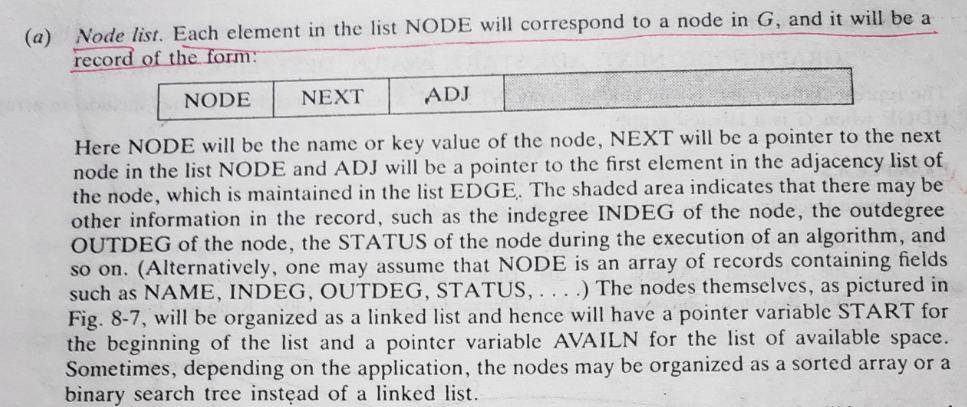 (a) Node list. Each element in the list NODE will correspond to a node in G, and it will be a
record of the form:
NODE NEXT ADJ
Here NODE will be the name or key value of the node, NEXT will be a pointer to the next
node in the list NODE and ADJ will be a pointer to the first element in the adjacency list of
the node, which is maintained in the list EDGE. The shaded area indicates that there may be
other information in the record, such as the indegree INDEG of the node, the outdegree
OUTDEG of the node, the STATUS of the node during the execution of an algorithm, and
so on. (Alternatively, one may assume that NODE is an array of records containing fields
such as NAME, INDEG, OUTDEG, STATUS, . . .) The nodes themselves, as pictured in
Fig. 8-7, will be organized as a linked list and hence will have a pointer variable START for
the beginning of the list and a pointer variable AVAILN for the list of available space.
Sometimes, depending on the application, the nodes may be organized as a sorted array or a
binary search tree instead of a linked list.